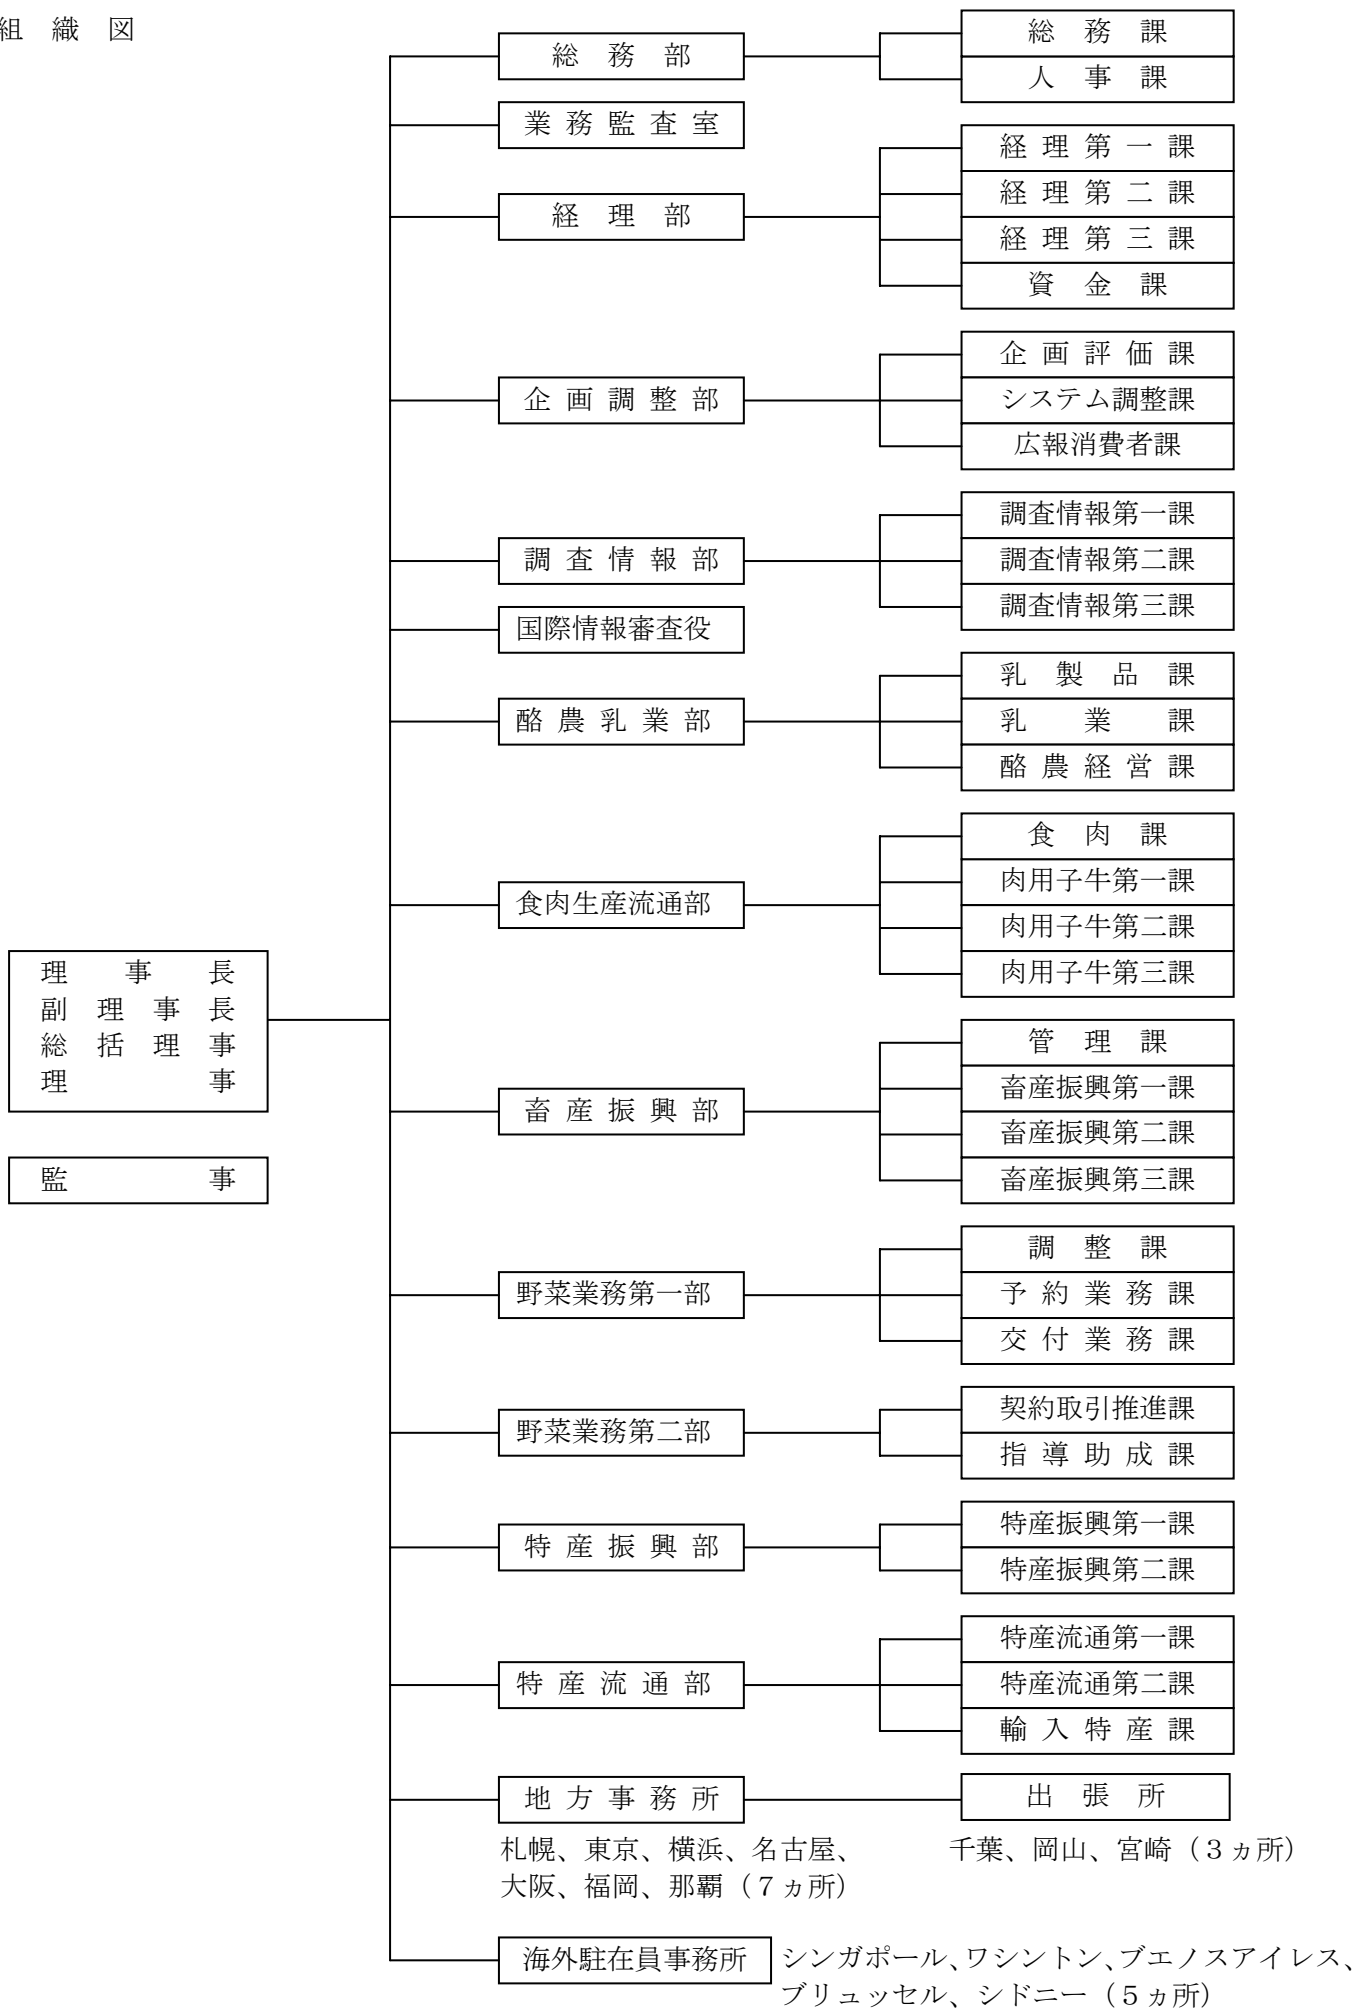 組織図
総務部
総務課
人事課
業務監査室
経理部
経理第一課
経理第二課
経理第三課
資金課
企画調整部
企画評価課
システム調整課
広報消費者課
調査情報部
調査情報第一課
調査情報第二課
調査情報第三課
国際情報審査役
酪農乳業部
乳製品課
乳業課
酪農経営課
食肉生産流通部
食肉課
肉用子牛第一課
肉用子牛第二課
肉用子牛第三課
理事長
副理事長
総括理事
理事
監事
畜産振興部
管理課
畜産振興第一課
畜産振興第二課
畜産振興第三課
野菜業務第一部
調整課
予約業務課
交付業務課
野菜業務第二部
契約取引推進課
指導助成課
特産振興部
特産振興第一課
特産振興第二課
特産流通部
特産流通第一課
特産流通第二課
輸入特産課
地方事務所
札幌、東京、横浜、名古屋、
大阪、福岡、那覇（７ヵ所）
出張所
千葉、岡山、宮崎（３ヵ所）
海外駐在員事務所
シンガポール、ワシントン、ブエノスアイレス、
ブリュッセル、シドニー（５ヵ所）